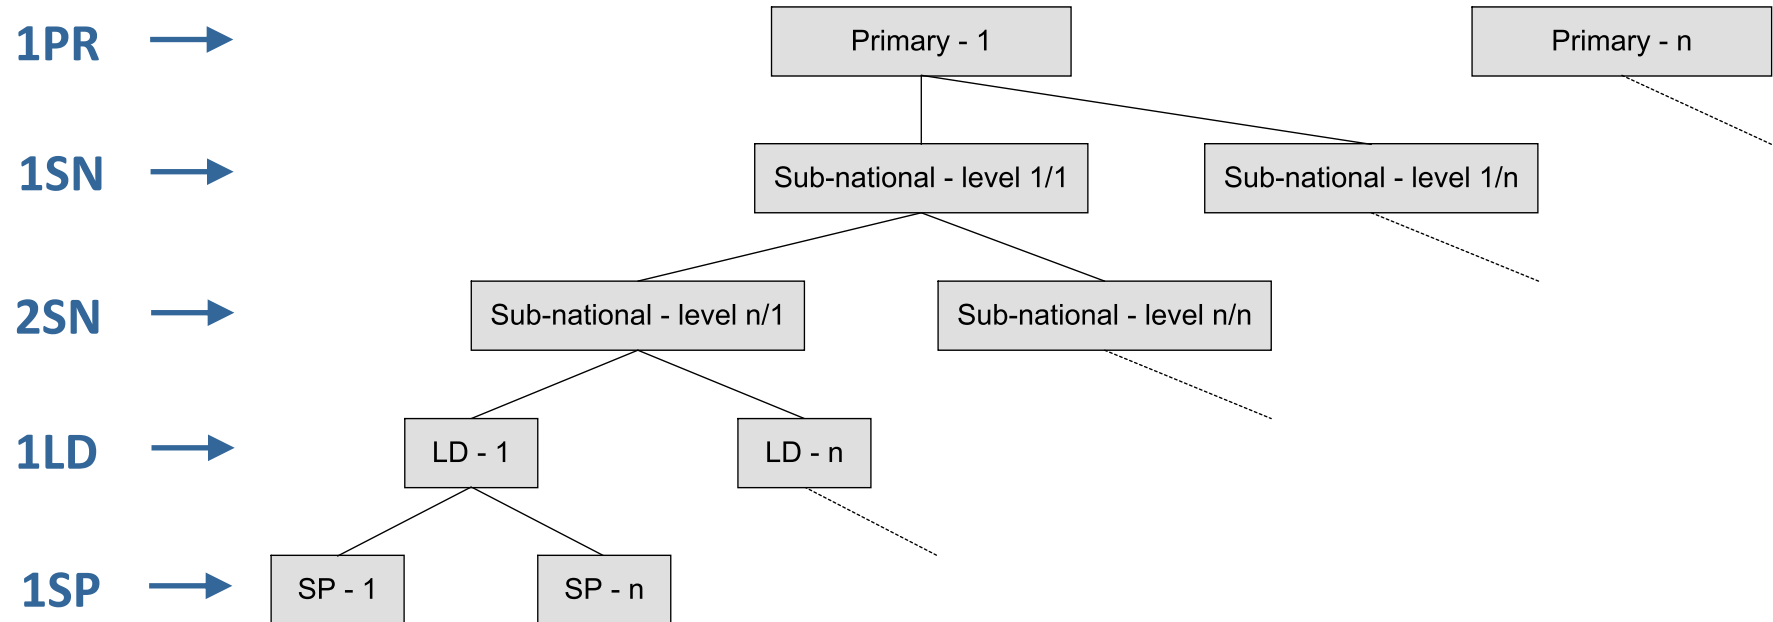 1PR
Primary - 1
Primary - n
1SN
Sub-national - level 1/1
Sub-national - level 1/n
2SN
Sub-national - level n/1
Sub-national - level n/n
1LD
LD - 1
LD - n
1SP
SP - 1
SP - n